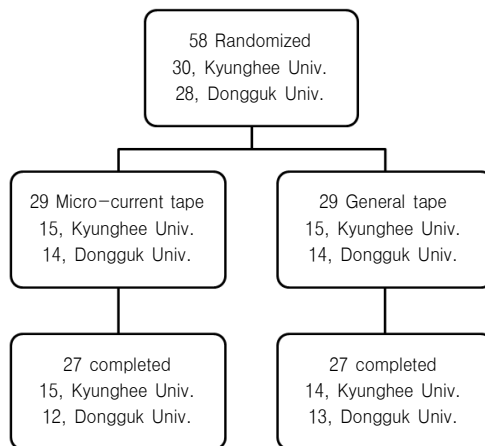 58 Randomized
30, Kyunghee Univ.
28, Dongguk Univ.
29 Micro-current tape
15, Kyunghee Univ.
14, Dongguk Univ.
29 General tape
15, Kyunghee Univ.
14, Dongguk Univ.
27 completed
15, Kyunghee Univ.
12, Dongguk Univ.
27 completed
14, Kyunghee Univ.
13, Dongguk Univ.